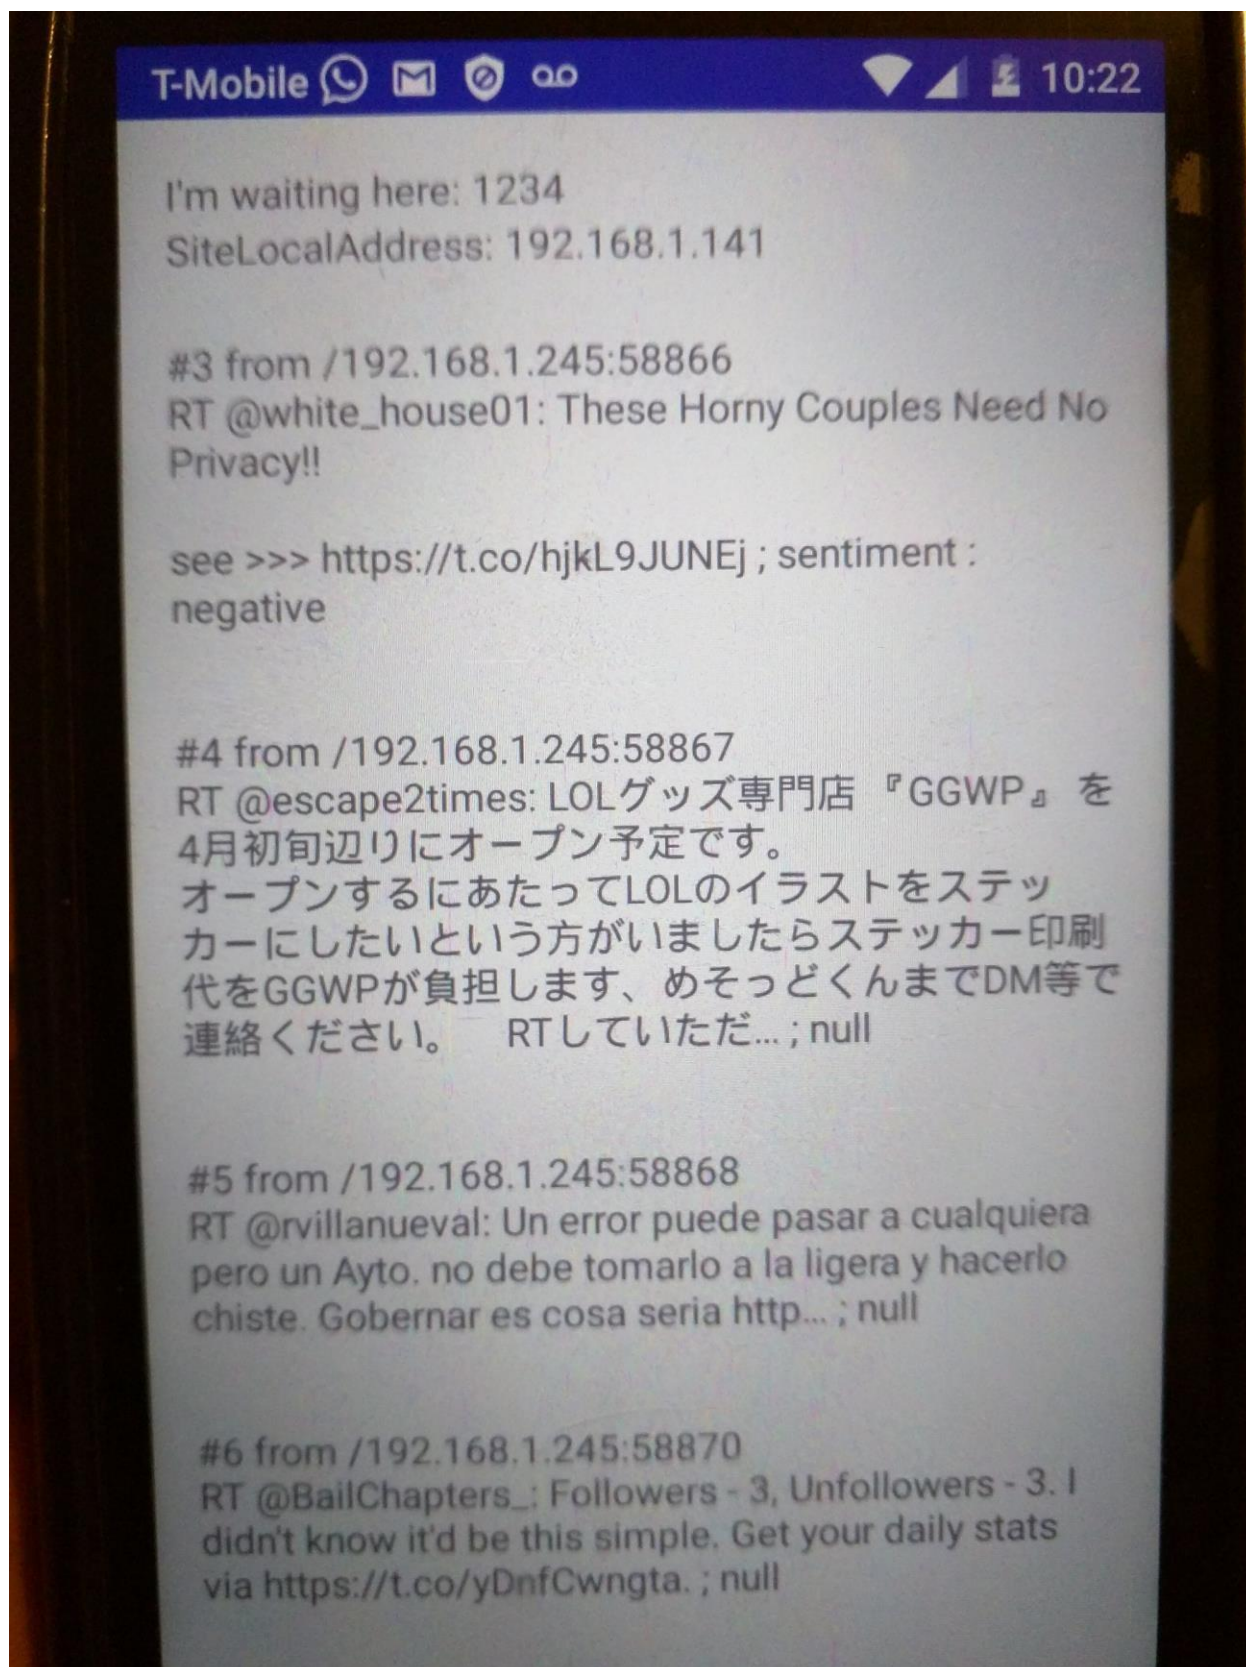 T-Mobile 10:22
I'm waiting here: 1234
SiteLocalAddress: 192.168.1.141
#3 from /192.168.1.245:58866
RT @white_house01: These Horny Couples Need No
Privacy!!
see >>> https://t.co/hjkL9JUNEj ; sentiment :
negative
#4 from /192.168.1.245:58867
RT @escape2times: LOLグッズ専門店 『GGWP』 を
4月初旬辺りにオープン予定です。
オープンするにあたってLOLのイラストをステッ
カーにしたいという方がいましたらステッカー印刷
代をGGWPが負担します、めそっどくんまでDM等で
連絡ください。　RTしていただ... ; null
#5 from /192.168.1.245:58868
RT @rvillanueval: Un error puede pasar a cualquiera
pero un Ayto. no debe tomarlo a la ligera y hacerlo
chiste. Gobernar es cosa seria http... ; null
#6 from /192.168.1.245:58870
RT @BailChapters_: Followers - 3, Unfollowers - 3. I
didn't know it'd be this simple. Get your daily stats
via https://t.co/yDnfCwngta. ; null